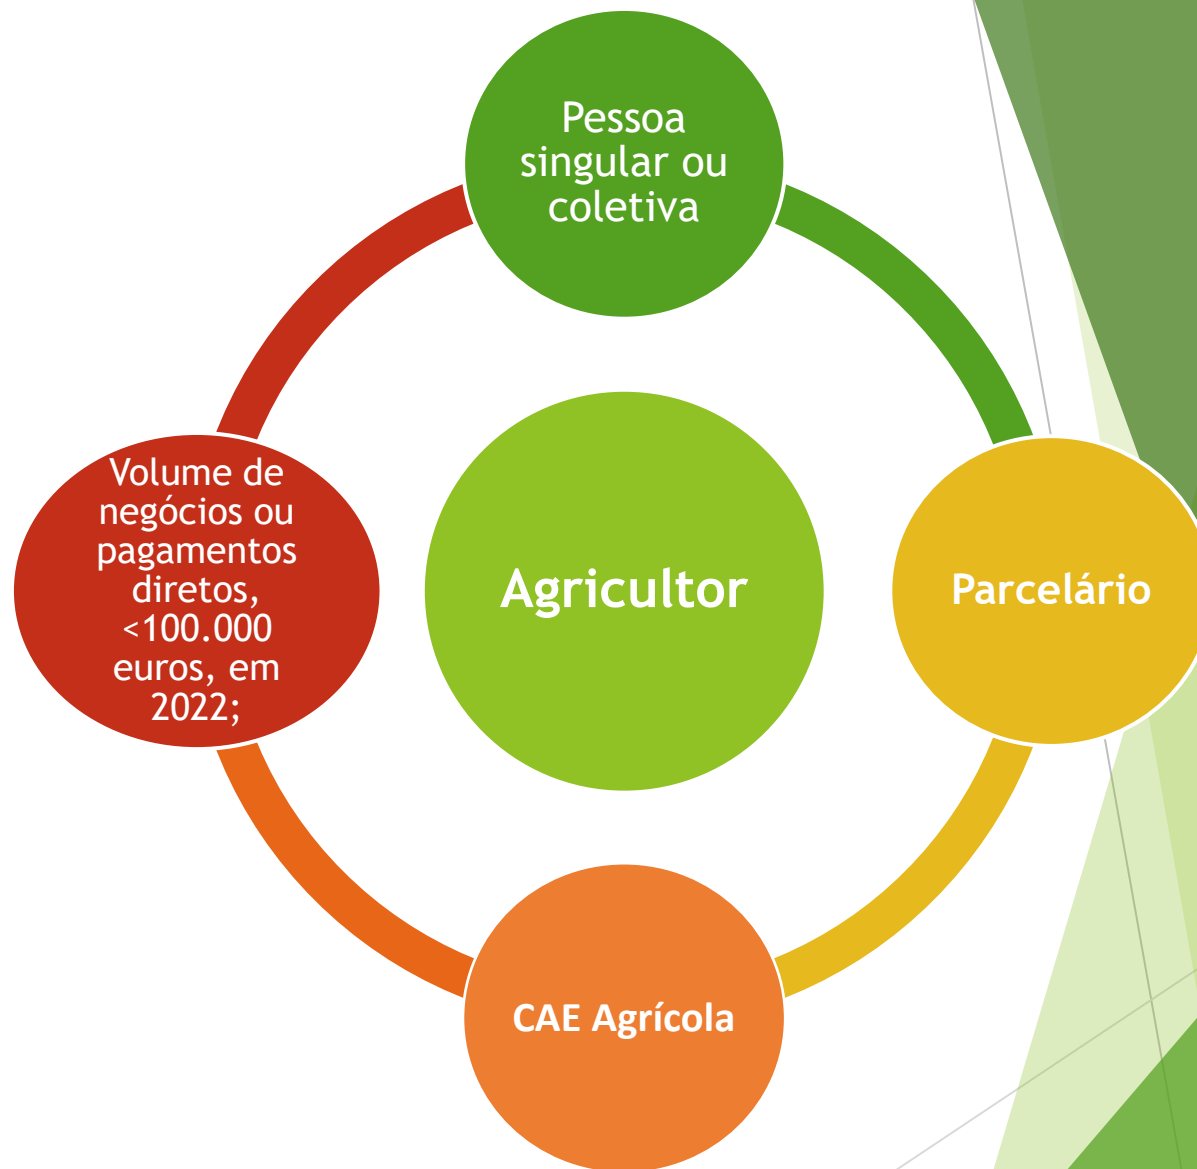 Pessoa
singular ou
coletiva
Volume de
negócios ou
pagamentos
diretos,
<100.000
euros, em
2022;
Agricultor
Parcelário
CAE Agrícola